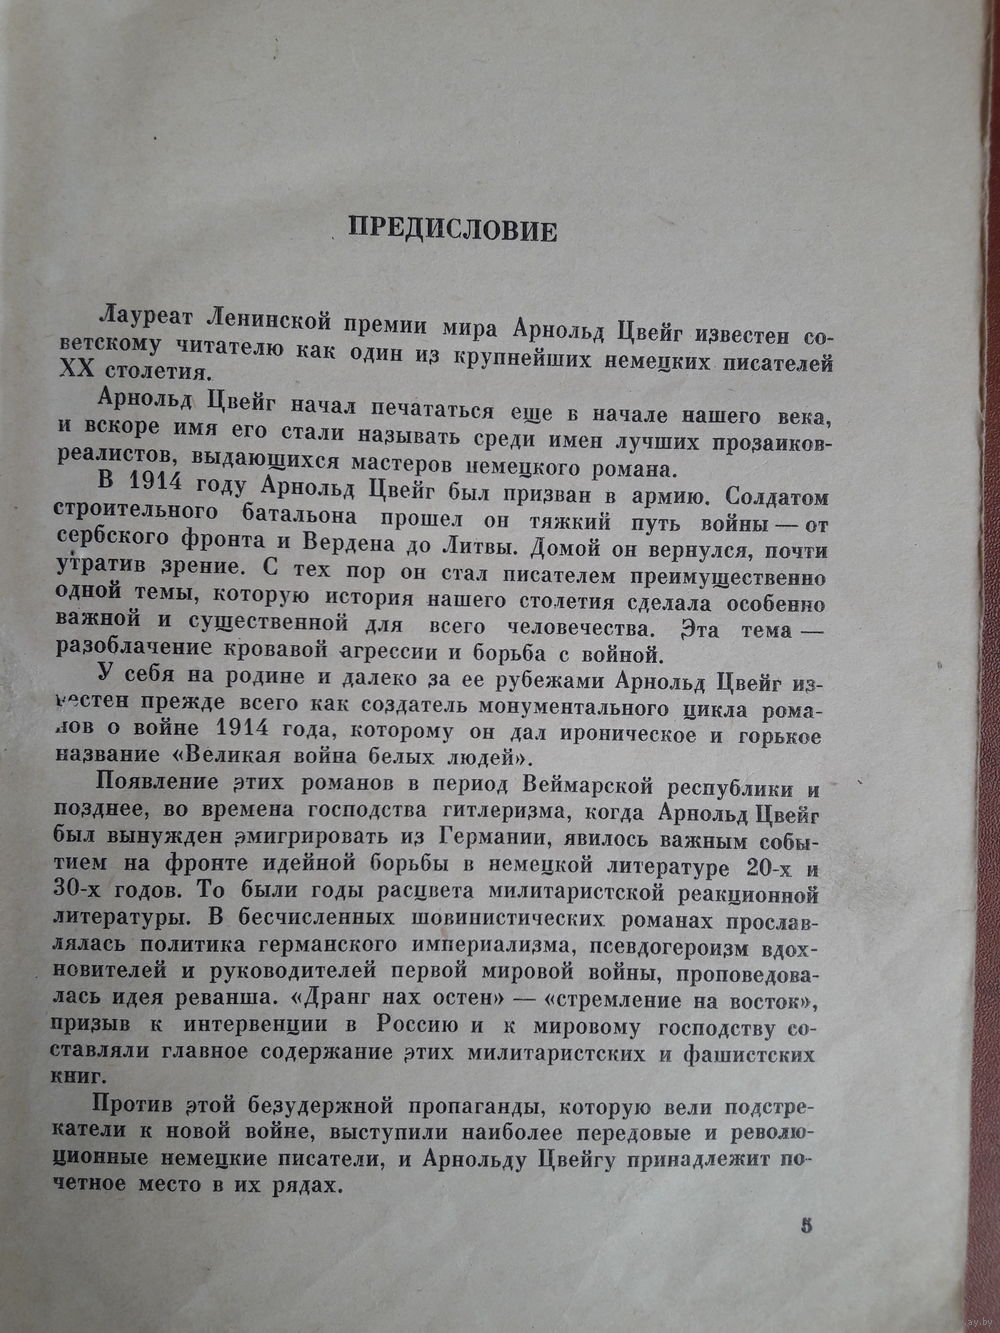 ПРЕДИСЛОВИЕ
Лауреат Ленинской премии мира Арнольд Цвейг известен со-
ветскому читателю как один из крупнейших немецких писателей
XX столетия.
Арнольд Цвейг начал печататься еще в начале нашего века,
и вскоре имя его стали называть среди имен лучших прозаиков-
реалистов, выдающихся мастеров немецкого романа.
В 1914 году Арнольд Цвейг был призван в армию. Солдатом
строительного батальона прошел он тяжкий путь войны — от
сербского фронта и Вердена до Литвы. Домой он вернулся, почти
утратив зрение. С тех пор он стал писателем преимущественно
одной темы, которую история нашего столетия сделала особенно
важной и существенной для всего человечества. Эта тема —
разоблачение кровавой агрессии и борьба с войной.
У себя на родине и далеко за ее рубежами Арнольд Цвейг из-
вестен прежде всего как создатель монументального цикла рома-
нов о войне 1914 года, которому он дал ироническое и горькое
название «Великая война белых людей».
Появление этих романов в период Веймарской республики и
позднее, во времена господства гитлеризма, когда Арнольд Цвейг
был вынужден эмигрировать из Германии, явилось важным собы-
тием на фронте идейной борьбы в немецкой литературе 20-х и
30-х годов. То были годы расцвета милитаристской реакционной
литературы. В бесчисленных шовинистических романах прослав-
лялась политика германского империализма, псевдогероизм вдох-
новителей и руководителей первой мировой войны, проповедова-
лась идея реванша. «Дранг нах остен» — «стремление на восток»,
призыв к интервенции в Россию и к мировому господству со-
ставляли главное содержание этих милитаристских и фашистских
книг.
Против этой безудержной пропаганды, которую вели подстре-
катели к новой войне, выступили наиболее передовые и револю-
ционные немецкие писатели, и Арнольду Цвейгу принадлежит по-
четное место в их рядах.
5
ay.by